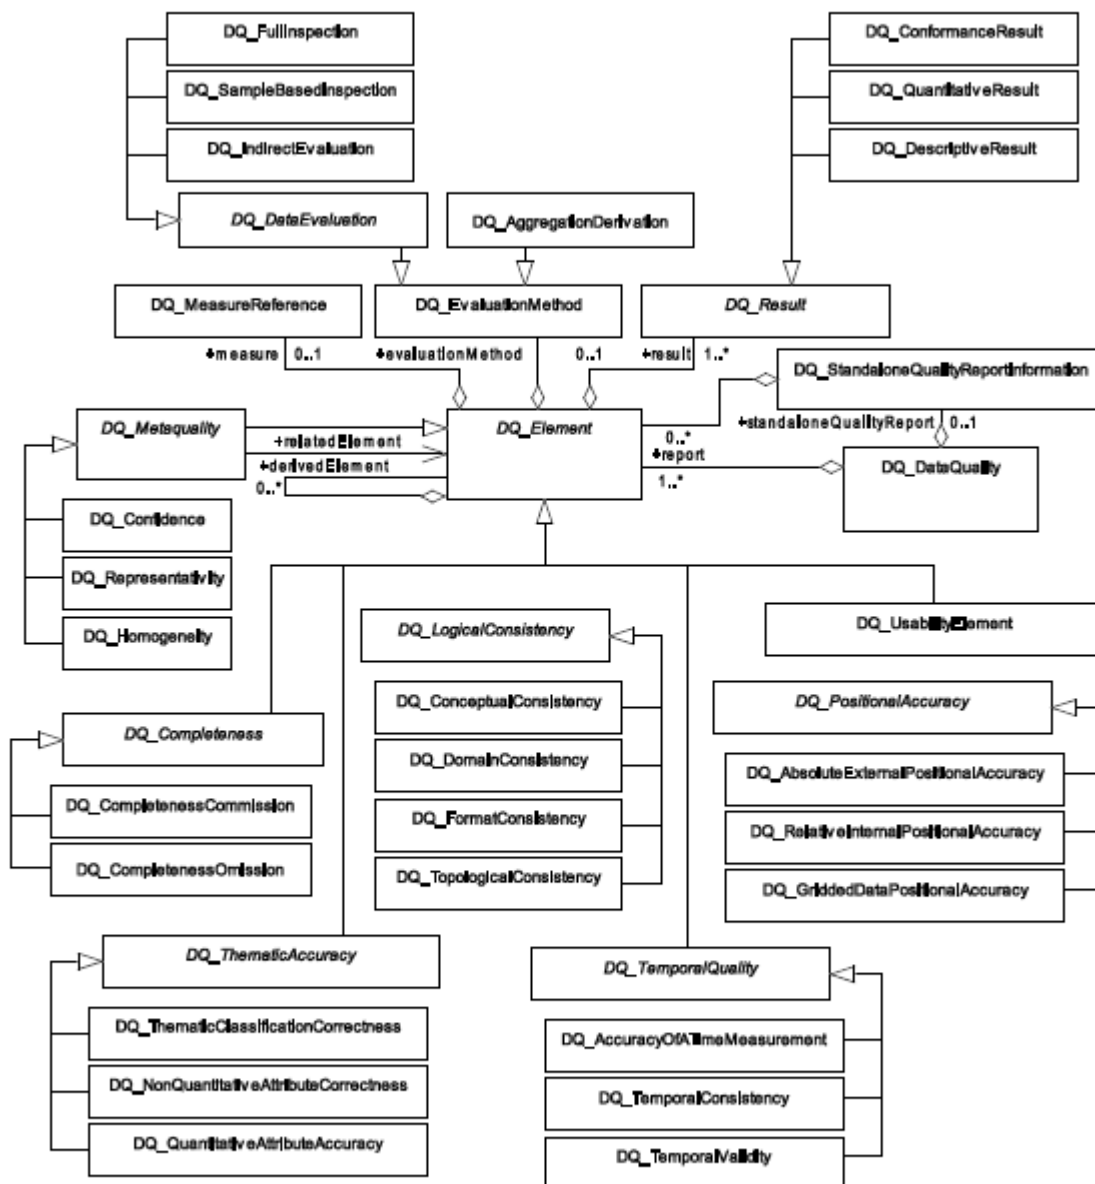 DQ_FullInspection
DQ_ConformanceResult
DQ_SampleBasedInspection
DQ_QuantitativeResult
DQ_IndirectEvaluation
DQ_DescriptiveResult
DQ_DataEvaluation
DQ_AggregationDerivation
DQ_MeasureReference
DQ_EvaluationMethod
DQ_Result
+measure 0..1
+evaluationMethod 0..1
+result 1..*
DQ_StandaloneQualityReportInformation
DQ_Metaquality
DQ_Element
+relatedElement
+derivedElement
0..*
0..*
+report
1..*
+standaloneQualityReport 0..1
DQ_DataQuality
DQ_Confidence
DQ_Representativity
DQ_Homogeneity
DQ_LogicalConsistency
DQ_UsabilityElement
DQ_ConceptualConsistency
DQ_DomainConsistency
DQ_FormatConsistency
DQ_TopologicalConsistency
DQ_PositionalAccuracy
DQ_AbsoluteExternalPositionalAccuracy
DQ_RelativeInternalPositionalAccuracy
DQ_GriddedDataPositionalAccuracy
DQ_Completeness
DQ_CompletenessCommission
DQ_CompletenessOmission
DQ_ThematicAccuracy
DQ_ThematicClassificationCorrectness
DQ_NonQuantitativeAttributeCorrectness
DQ_QuantitativeAttributeAccuracy
DQ_TemporalQuality
DQ_AccuracyOfATimeMeasurement
DQ_TemporalConsistency
DQ_TemporalValidity